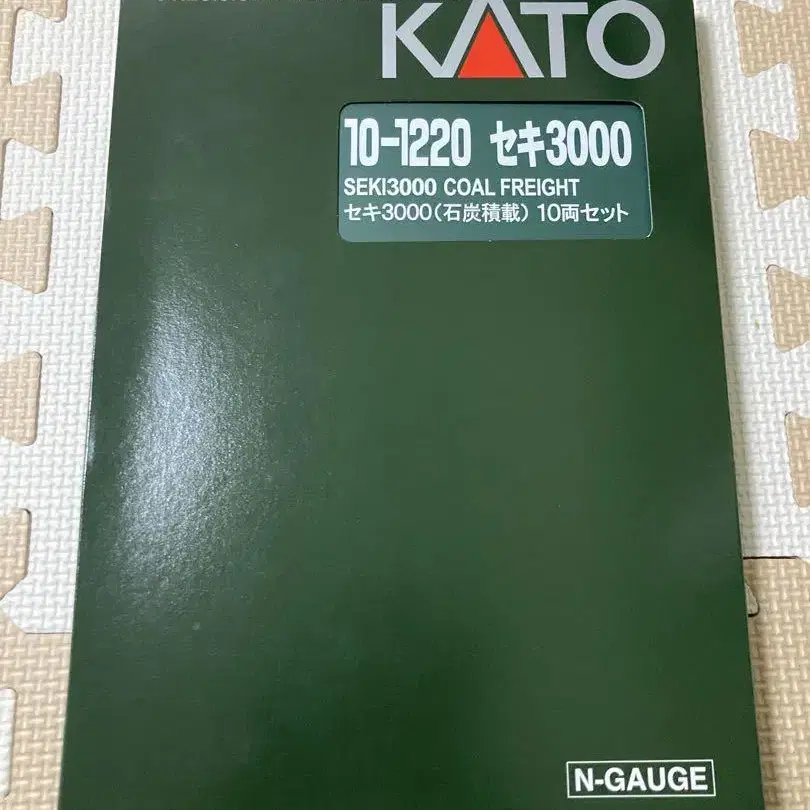 KATO
10-1220 セキ3000
SEKI3000 COAL FREIGHT
セキ3000(石炭積載) 10両セット
N-GAUGE